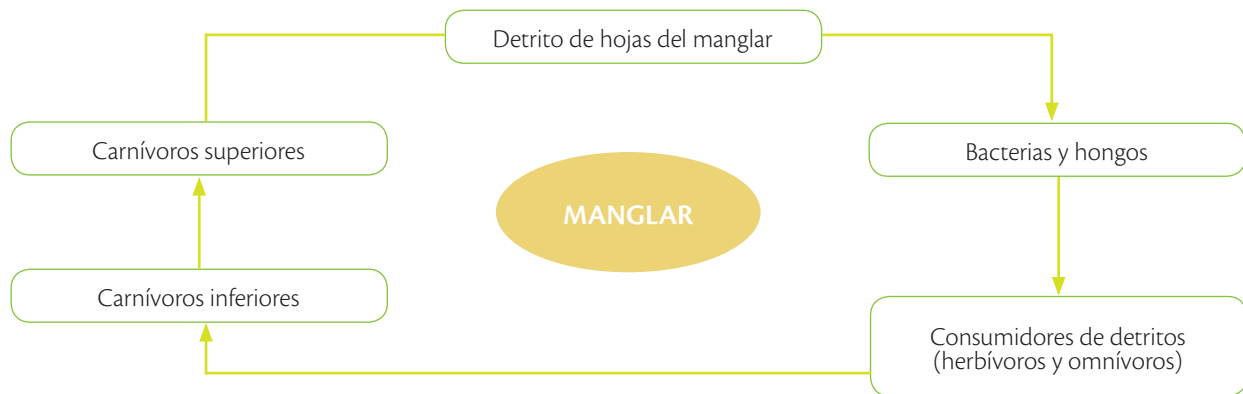 Detrito de hojas del manglar
Carnívoros superiores
Bacterias y hongos
MANGLAR
Carnívoros inferiores
Consumidores de detritos
(herbívoros y omnívoros)